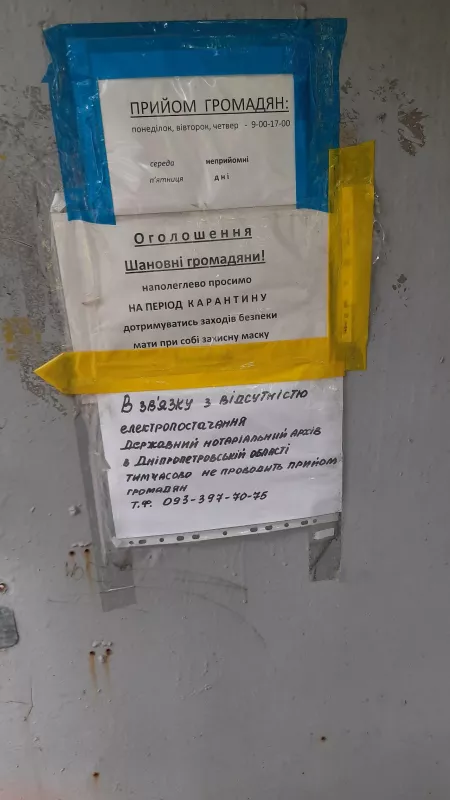 ПРИЙОМ ГРОМАДЯН:
понеділок, вівторок, четвер - 9-00-17-00
середа неприйомні
п'ятниця дні
Оголошення
Шановні громадяни!
наполегливо просимо
НА ПЕРІОД КАРАНТИНУ
дотримуватись заходів безпеки
мати при собі захисну маску
В зв'язку з відсутністю
електропостачання
Державний нотаріальний архів
в Дніпропетровській області
тимчасово не проводить прийом
громадян
т.ф. 093-397-70-75